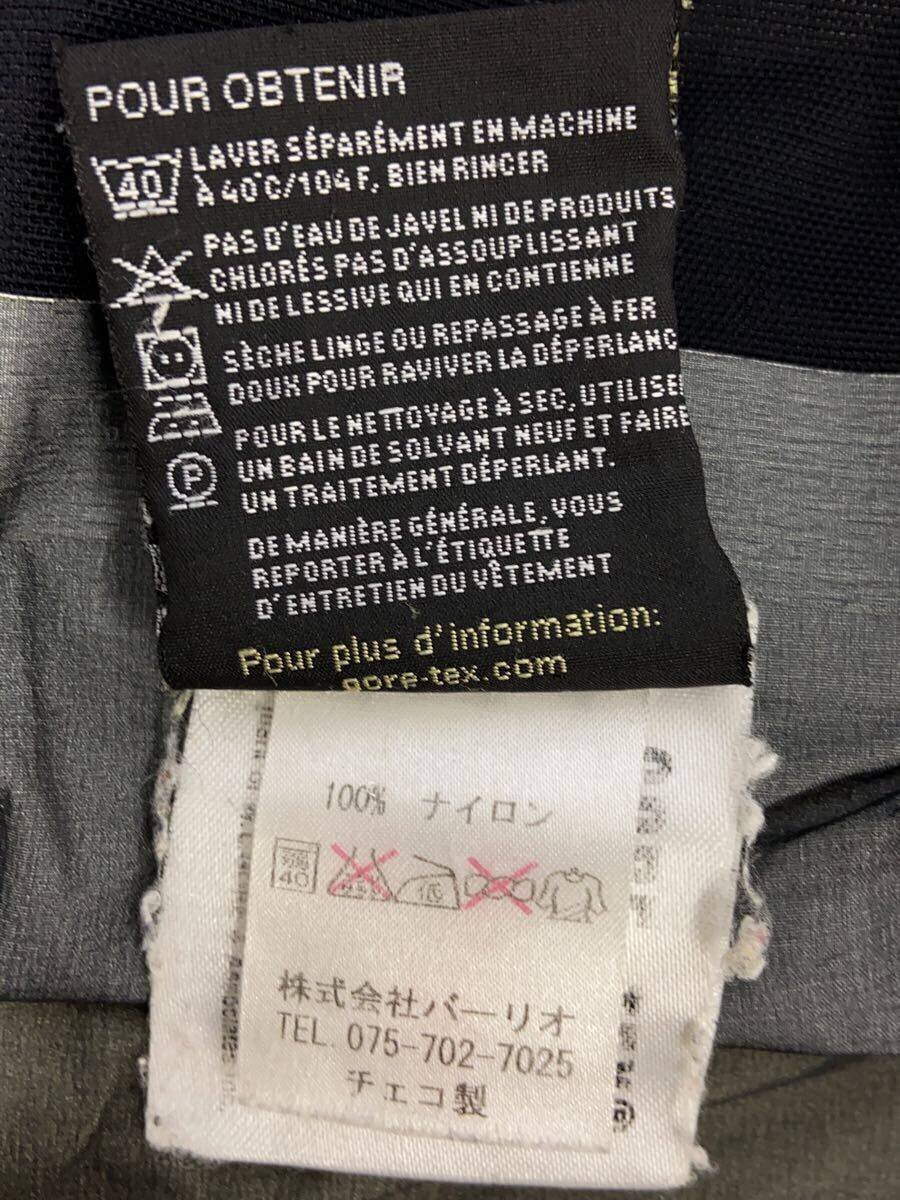 POUR OBTENIR
40
LAVER SÉPARÉMENT EN MACHINE
À 40°C/104 F, BIEN RINCER
PAS D'EAU DE JAVEL NI DE PRODUITS
CHLORÉS PAS D'ASSOUPLISSANT
NI DE LESSIVE QUI EN CONTIENNE
SÈCHE LINGE OU REPASSAGE À FER
DOUX POUR RAVIVER LA DÉPERLANC
P
POUR LE NETTOYAGE À SEC, UTILISE
UN BAIN DE SOLVANT NEUF ET FAIRE
UN TRAITEMENT DÉPERLANT.
DE MANIÈRE GÉNÉRALE, VOUS
REPORTER À L'ÉTIQUETTE
D'ENTRETIEN DU VÊTEMENT
Pour plus d'information:
gore-tex.com
100% ナイロン
40
低
株式会社バーリオ
TEL. 075-702-7025
チェコ製